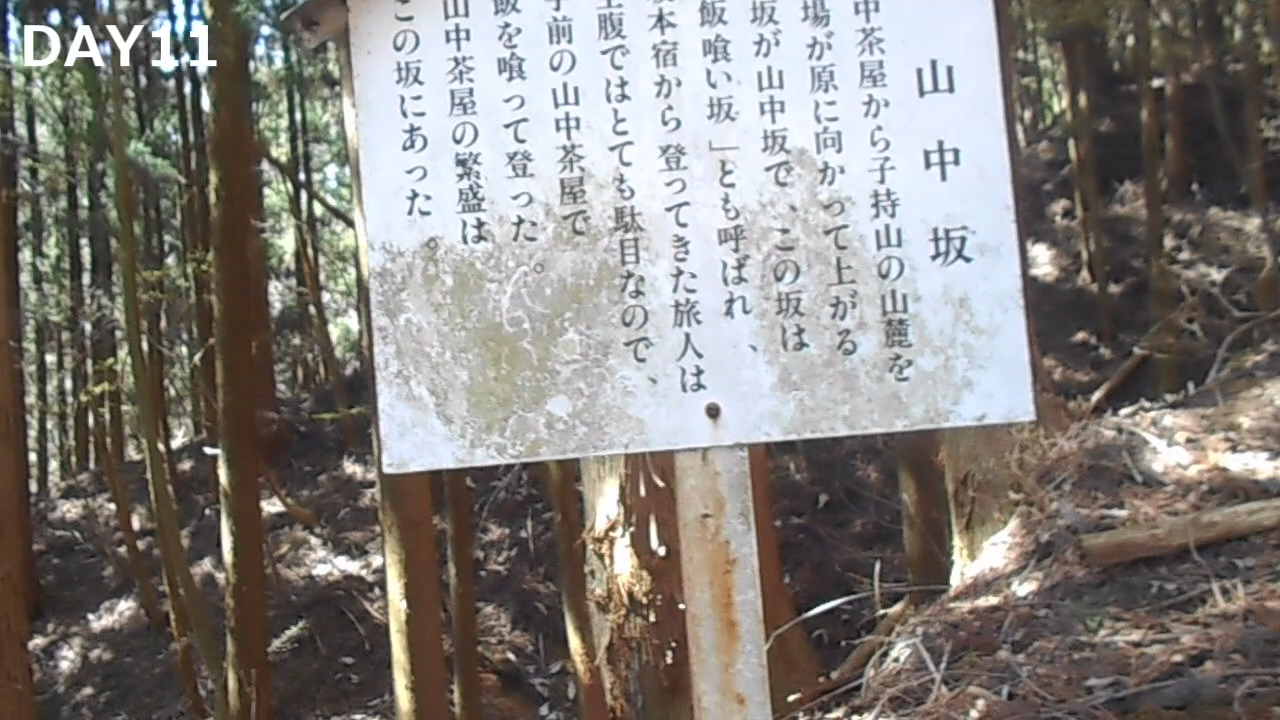 DAY11
山中坂
中茶屋から子持山の山麓を
場が原に向かって上がる
坂が山中坂で、この坂は
飯喰い坂」とも呼ばれ、
本宿から登ってきた旅人は
腹ではとても駄目なので、
前の山中茶屋で
飯を喰って登った。
山中茶屋の繁盛は
この坂にあった。